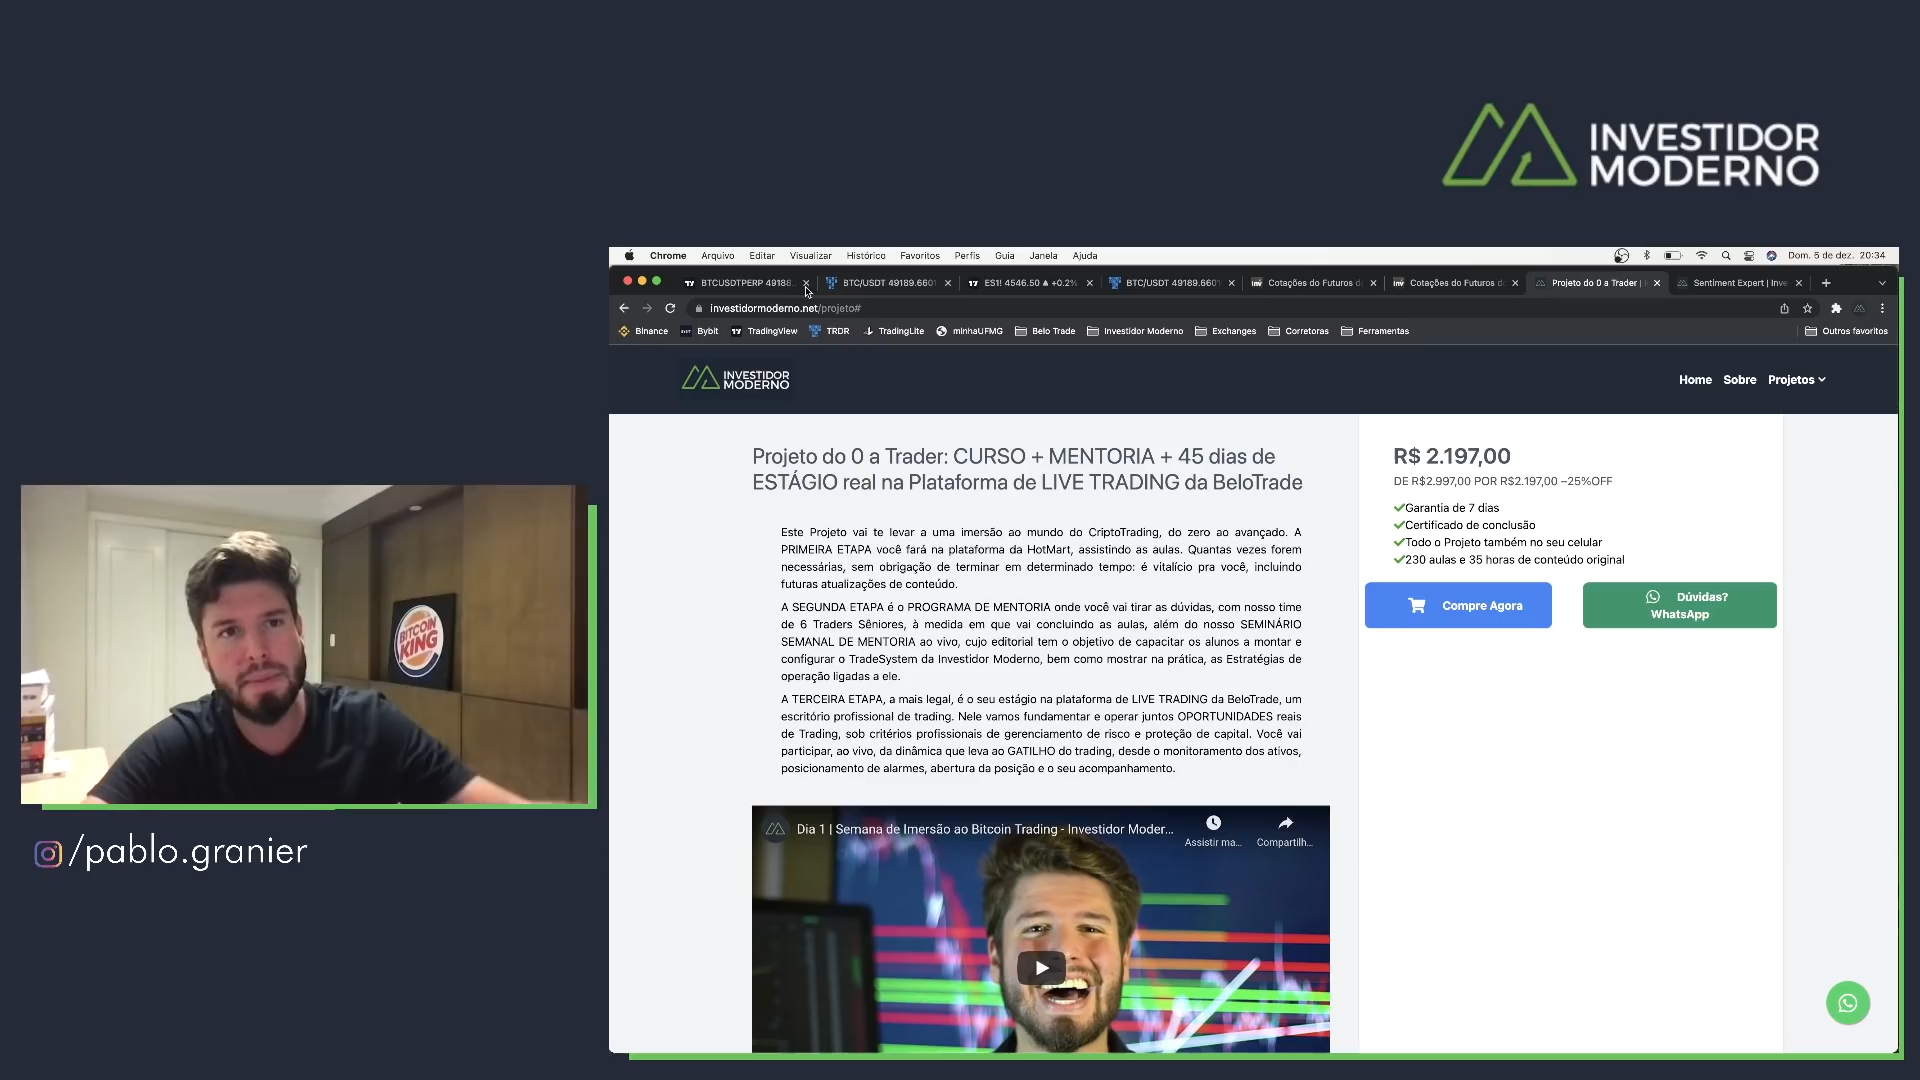 INVESTIDOR
MODERNO
Chrome Arquivo Editar Visualizar Histórico Favoritos Perfis Guia Janela Ajuda
Dom. 5 de dez. 20:34
BTCUSDTPERP 49188.
BTC/USDT 49189.6601
ES1! 4546.50 ▲ +0.2%
BTC/USDT 49189.6601
Cotações do Futuros d
Cotações do Futuros d
Projeto do 0 a Trader |
Sentiment Expert | Inve
investidormoderno.net/projeto#
Binance Bybit TradingView TRDR TradingLite minhaUFMG Belo Trade Investidor Moderno Exchanges Corretoras Ferramentas Outros favoritos
INVESTIDOR
MODERNO
Home Sobre Projetos
Projeto do 0 a Trader: CURSO + MENTORIA + 45 dias de
ESTÁGIO real na Plataforma de LIVE TRADING da BeloTrade
Este Projeto vai te levar a uma imersão ao mundo do CriptoTrading, do zero ao avançado. A
PRIMEIRA ETAPA você fará na plataforma da HotMart, assistindo as aulas. Quantas vezes forem
necessárias, sem obrigação de terminar em determinado tempo: é vitalício pra você, incluindo
futuras atualizações de conteúdo.
A SEGUNDA ETAPA é o PROGRAMA DE MENTORIA onde você vai tirar as dúvidas, com nosso time
de 6 Traders Sêniores, à medida em que vai concluindo as aulas, além do nosso SEMINÁRIO
SEMANAL DE MENTORIA ao vivo, cujo editorial tem o objetivo de capacitar os alunos a montar e
configurar o TradeSystem da Investidor Moderno, bem como mostrar na prática, as Estratégias de
operação ligadas a ele.
A TERCEIRA ETAPA, a mais legal, é o seu estágio na plataforma de LIVE TRADING da BeloTrade, um
escritório profissional de trading. Nele vamos fundamentar e operar juntos OPORTUNIDADES reais
de Trading, sob critérios profissionais de gerenciamento de risco e proteção de capital. Você vai
participar, ao vivo, da dinâmica que leva ao GATILHO do trading, desde o monitoramento dos ativos,
posicionamento de alarmes, abertura da posição e o seu acompanhamento.
R$ 2.197,00
DE R$2.997,00 POR R$2.197,00 –25%OFF
Garantia de 7 dias
Certificado de conclusão
Todo o Projeto também no seu celular
230 aulas e 35 horas de conteúdo original
Compre Agora
Dúvidas?
WhatsApp
Dia 1 | Semana de Imersão ao Bitcoin Trading - Investidor Moder...
Assistir ma...
Compartilh...
BITCOIN
KING
/pablo.granier